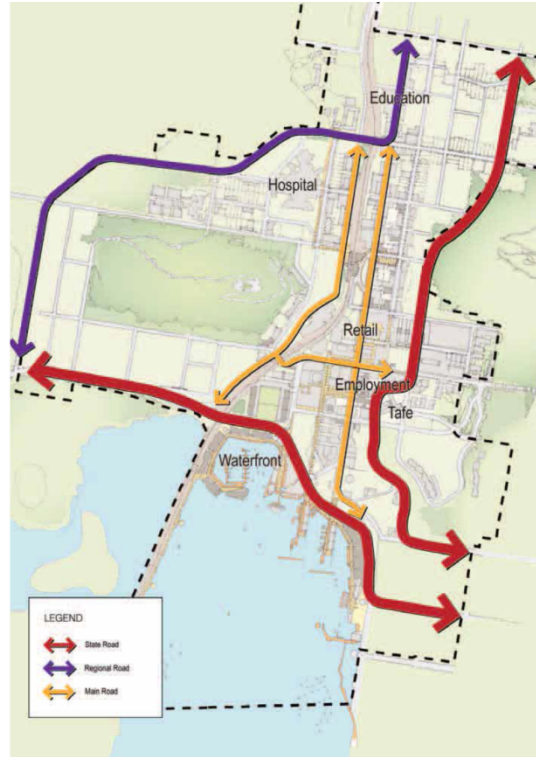 Education
Hospital
Retail
Employment
Tafe
Waterfront
LEGEND
State Road
Regional Road
Main Road